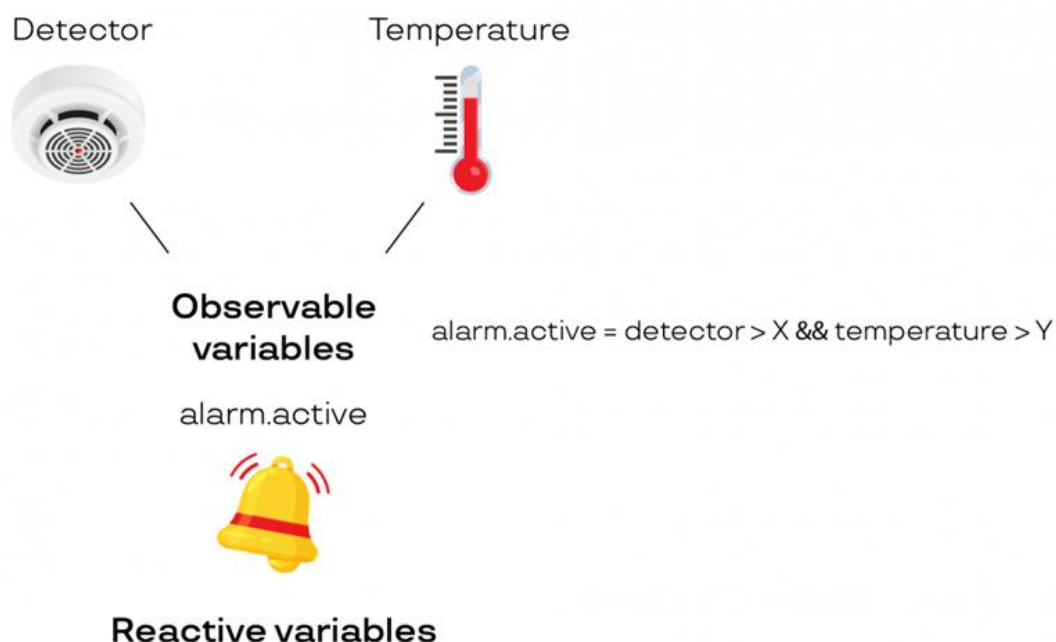 Detector
Temperature
Observable
variables
alarm.active = detector > X && temperature > Y
alarm.active
Reactive variables